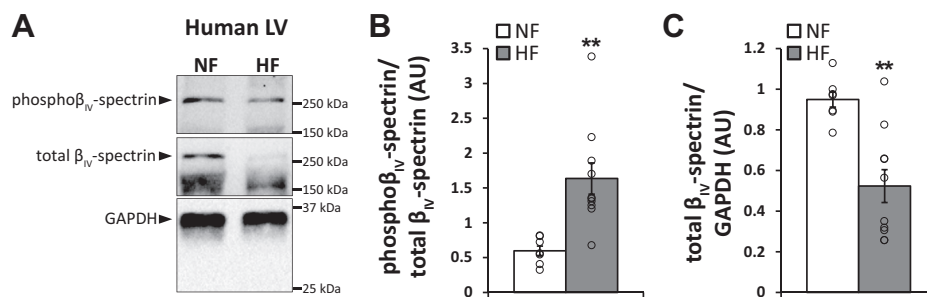 A
Human LV
NF HF
phosphoβIV-spectrin
250 kDa
150 kDa
total βIV-spectrin
250 kDa
150 kDa
37 kDa
GAPDH
25 kDa
B
NF
HF
**
phosphoβIV-spectrin/
total βIV-spectrin (AU)
3.5
3
2.5
2
1.5
1
0.5
0
C
NF
HF
**
total βIV-spectrin/
GAPDH (AU)
1.2
1
0.8
0.6
0.4
0.2
0